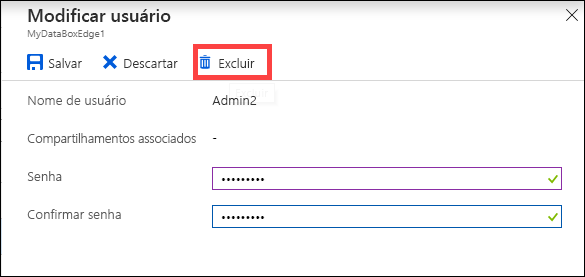 Modificar usuário
MyDataBoxEdge1
Salvar Descartar Excluir
Nome de usuário Admin2
Compartilhamentos associados -
Senha •••••••••
Confirmar senha •••••••••